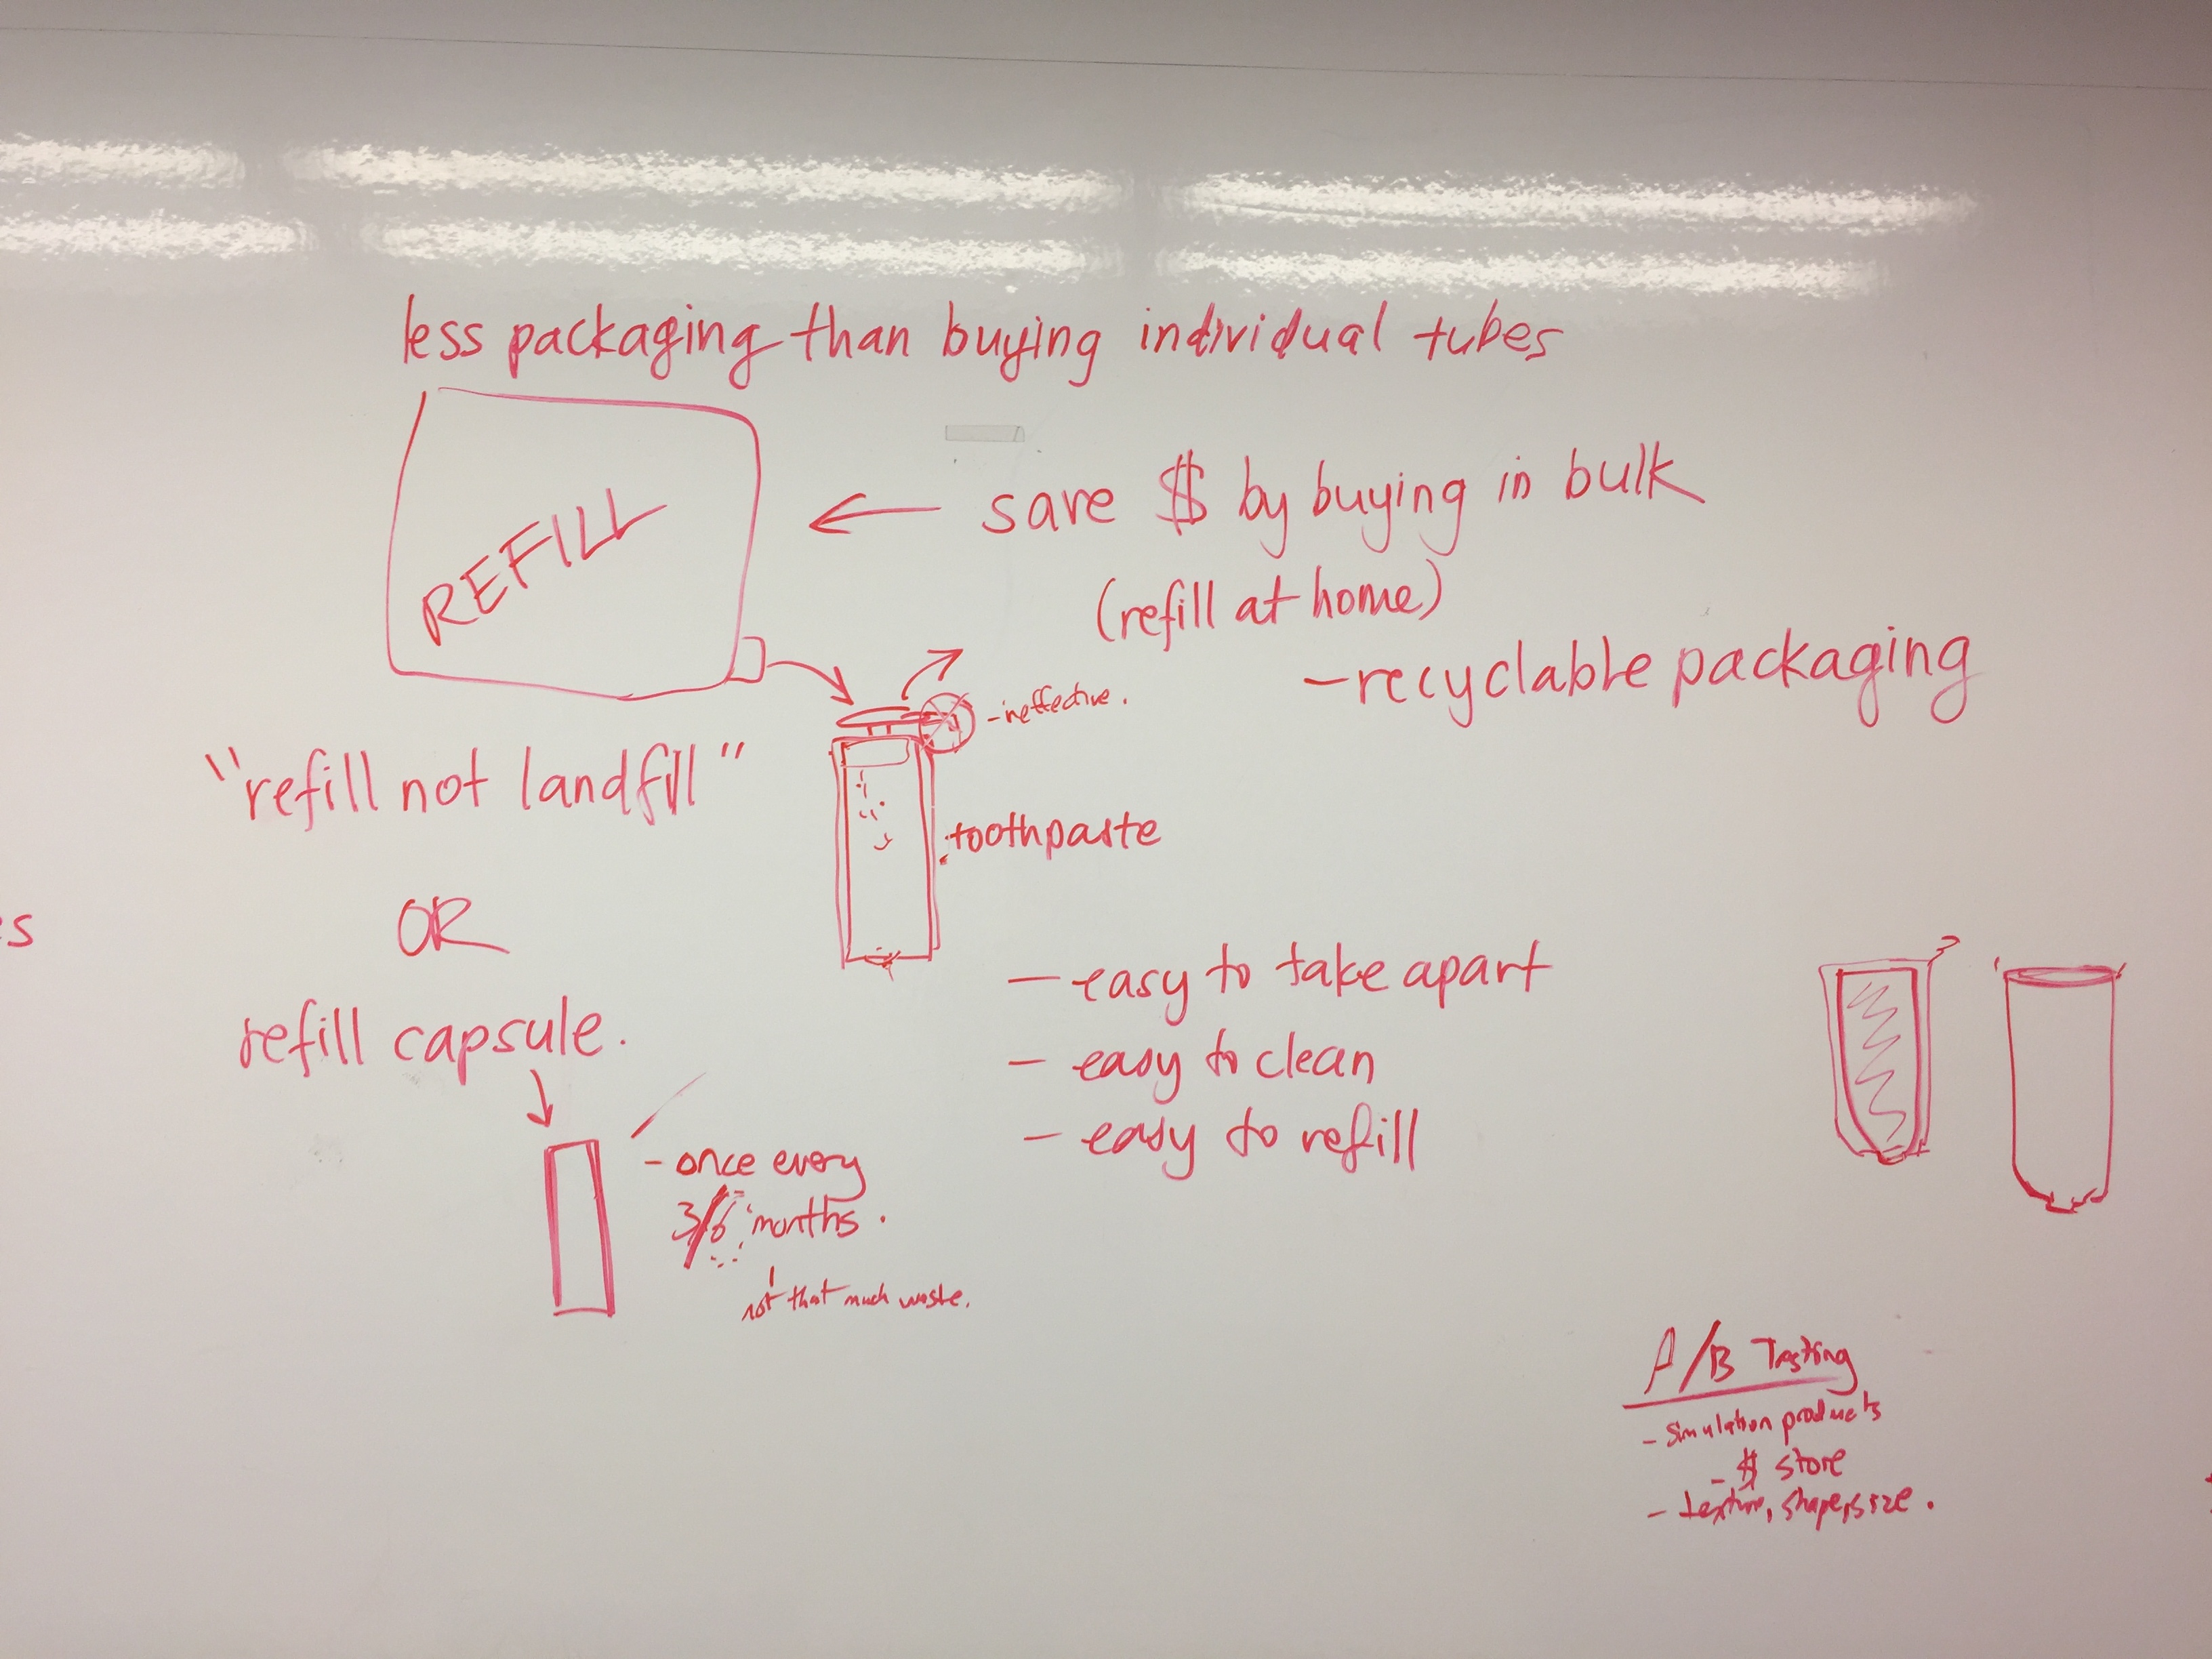 less packaging than buying individual tubes
REFILL
save $ by buying in bulk
(refill at home)
- recyclable packaging
- ineffective.
"refill not landfill"
toothpaste
OR
refill capsule.
- easy to take apart
- easy to clean
- easy to refill
- once every
3/6 months.
not that much waste.
A/B Testing
- simulation products
- $ store
- texture, shape, size.